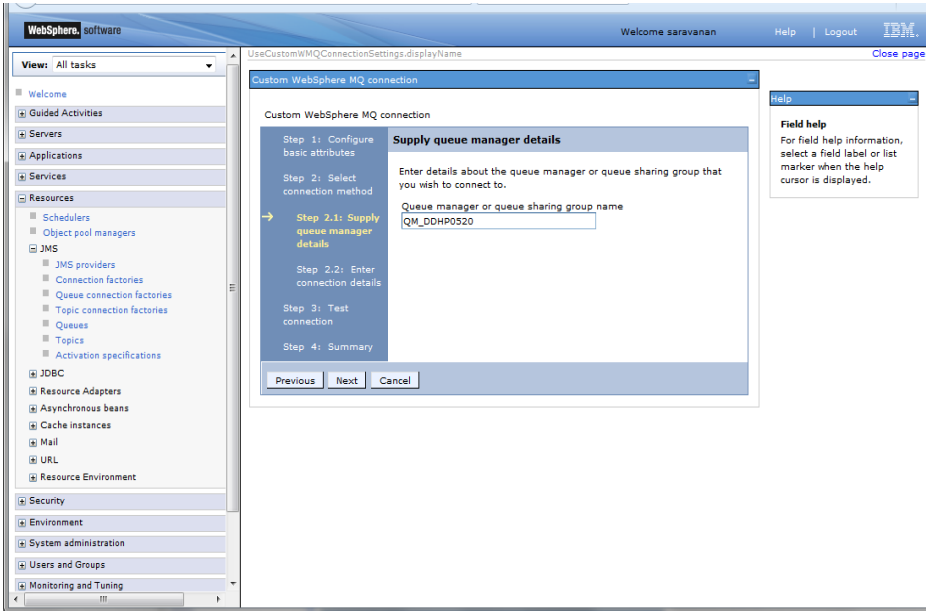 WebSphere. software
Welcome saravanan
Help | Logout
IBM.
View: All tasks
UseCustomWMQConnectionSettings.displayName
Close page
Welcome
Guided Activities
Servers
Applications
Services
Resources
Schedulers
Object pool managers
JMS
JMS providers
Connection factories
Queue connection factories
Topic connection factories
Queues
Topics
Activation specifications
JDBC
Resource Adapters
Asynchronous beans
Cache instances
Mail
URL
Resource Environment
Security
Environment
System administration
Users and Groups
Monitoring and Tuning
Custom WebSphere MQ connection
Custom WebSphere MQ connection
Step 1: Configure
basic attributes
Step 2: Select
connection method
Step 2.1: Supply
queue manager
details
Step 2.2: Enter
connection details
Step 3: Test
connection
Step 4: Summary
Supply queue manager details
Enter details about the queue manager or queue sharing group that
you wish to connect to.
Queue manager or queue sharing group name
QM_DDHP0520
Previous
Next
Cancel
Help
Field help
For field help information,
select a field label or list
marker when the help
cursor is displayed.